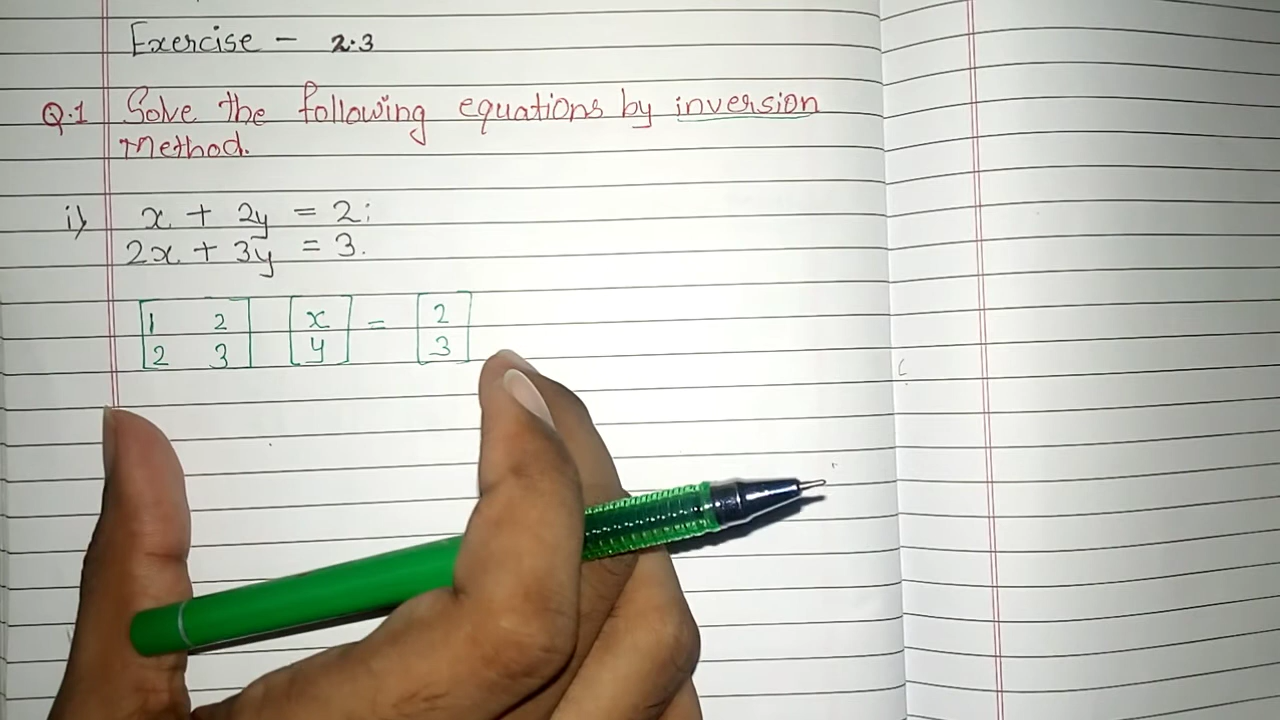 Exercise - 2.3
Q.1 Solve the following equations by inversion
Method.
i) x + 2y = 2;
2x + 3y = 3.
[1 2] [x] = [2]
[2 3] [y] [3]